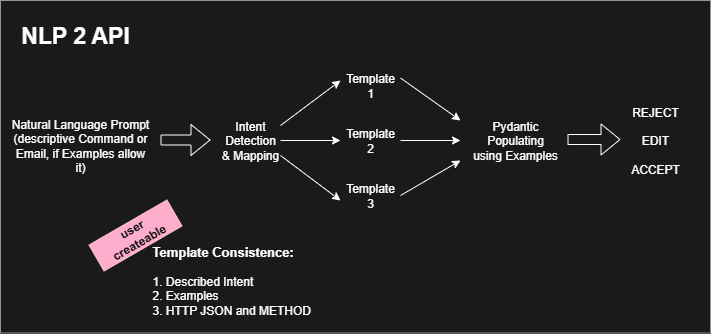 NLP 2 API
Natural Language Prompt
(descriptive Command or
Email, if Examples allow
it)
Intent
Detection
& Mapping
Template
1
Template
2
Template
3
Pydantic
Populating
using Examples
REJECT
EDIT
ACCEPT
user
createable
Template Consistence:
1. Described Intent
2. Examples
3. HTTP JSON and METHOD